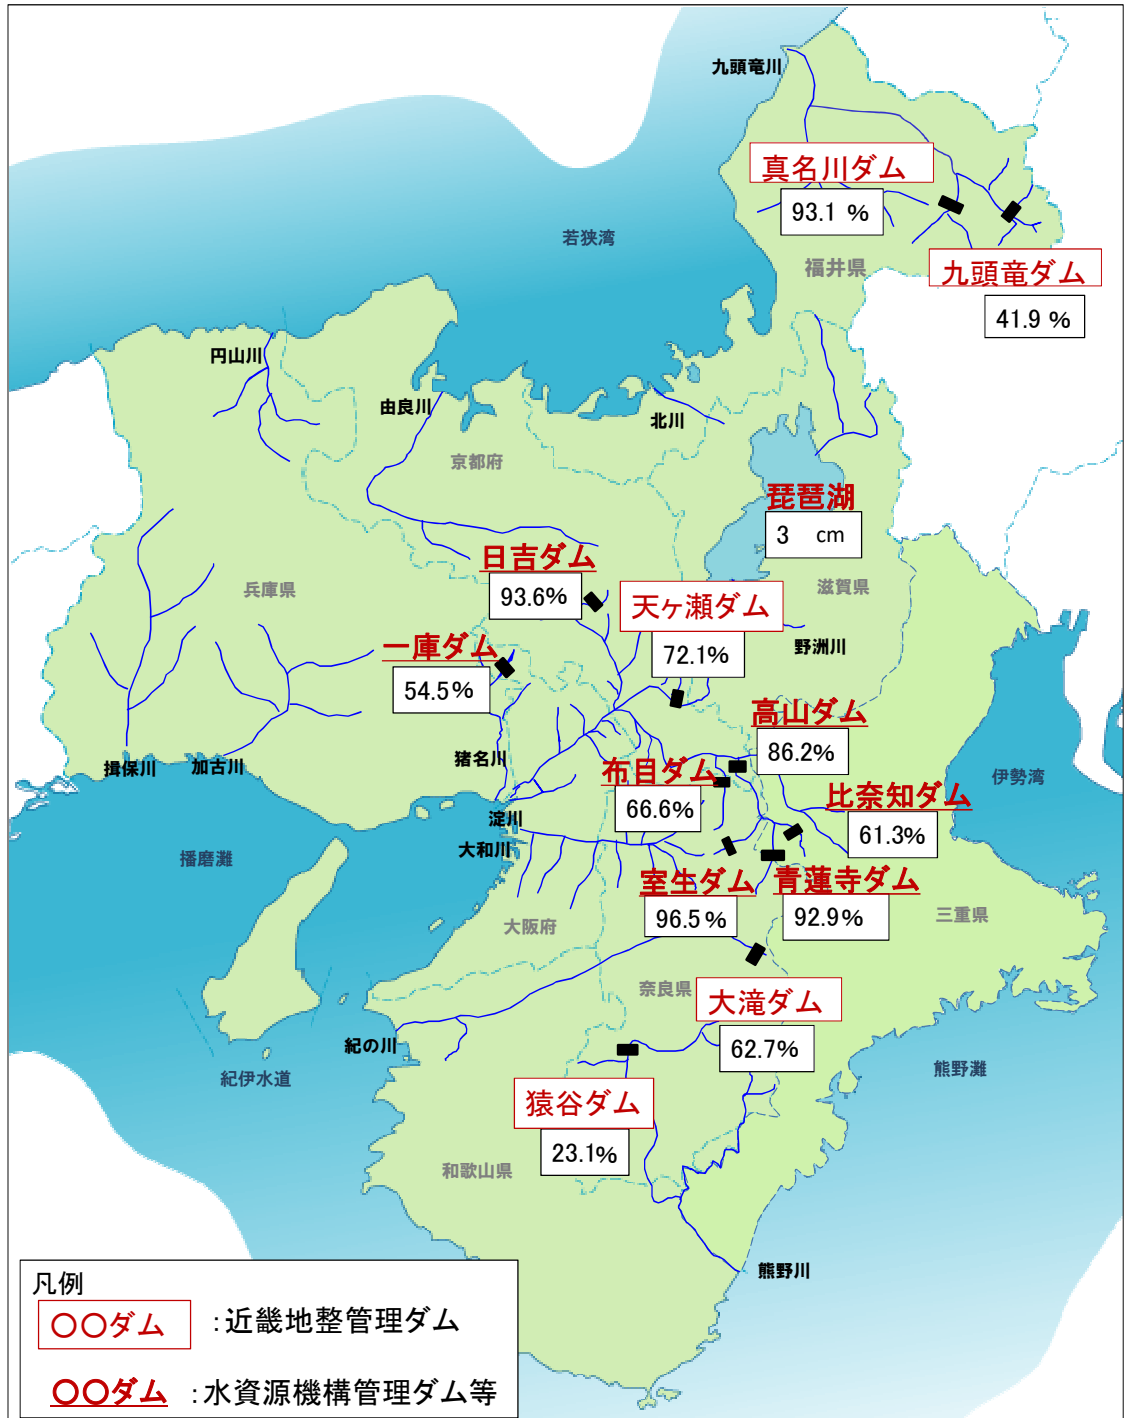 九頭竜川
真名川ダム
93.1 %
若狭湾
福井県
九頭竜ダム
41.9 %
円山川
由良川
北川
京都府
琵琶湖
3 cm
日吉ダム
93.6%
兵庫県
天ヶ瀬ダム
滋賀県
72.1%
野洲川
一庫ダム
54.5%
高山ダム
86.2%
猪名川
揖保川
加古川
布目ダム
66.6%
伊勢湾
比奈知ダム
61.3%
淀川
大和川
播磨灘
室生ダム
96.5 %
青蓮寺ダム
92.9%
大阪府
三重県
奈良県
大滝ダム
62.7%
紀の川
紀伊水道
熊野灘
猿谷ダム
23.1%
和歌山県
熊野川
凡例
〇〇ダム :近畿地整管理ダム
〇〇ダム :水資源機構管理ダム等